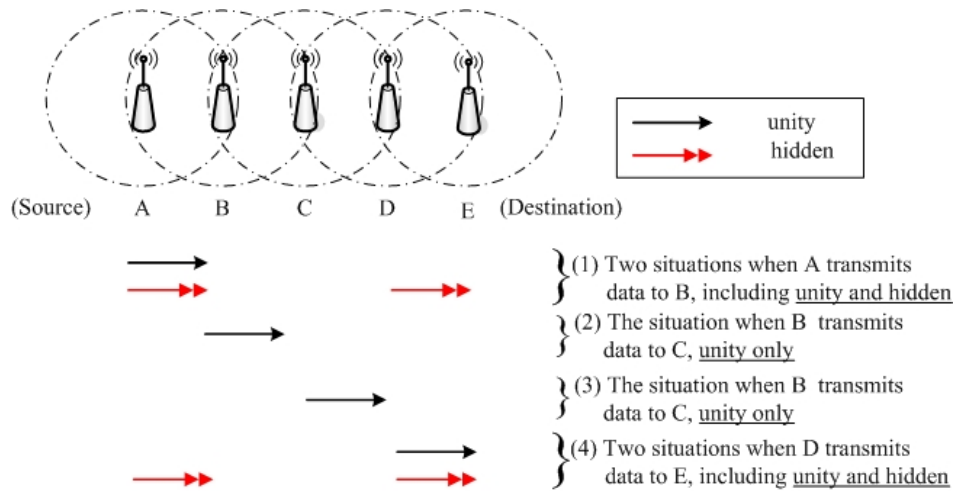 unity
hidden
(Source) A B C D E (Destination)
(1) Two situations when A transmits
data to B, including unity and hidden
(2) The situation when B transmits
data to C, unity only
(3) The situation when B transmits
data to C, unity only
(4) Two situations when D transmits
data to E, including unity and hidden